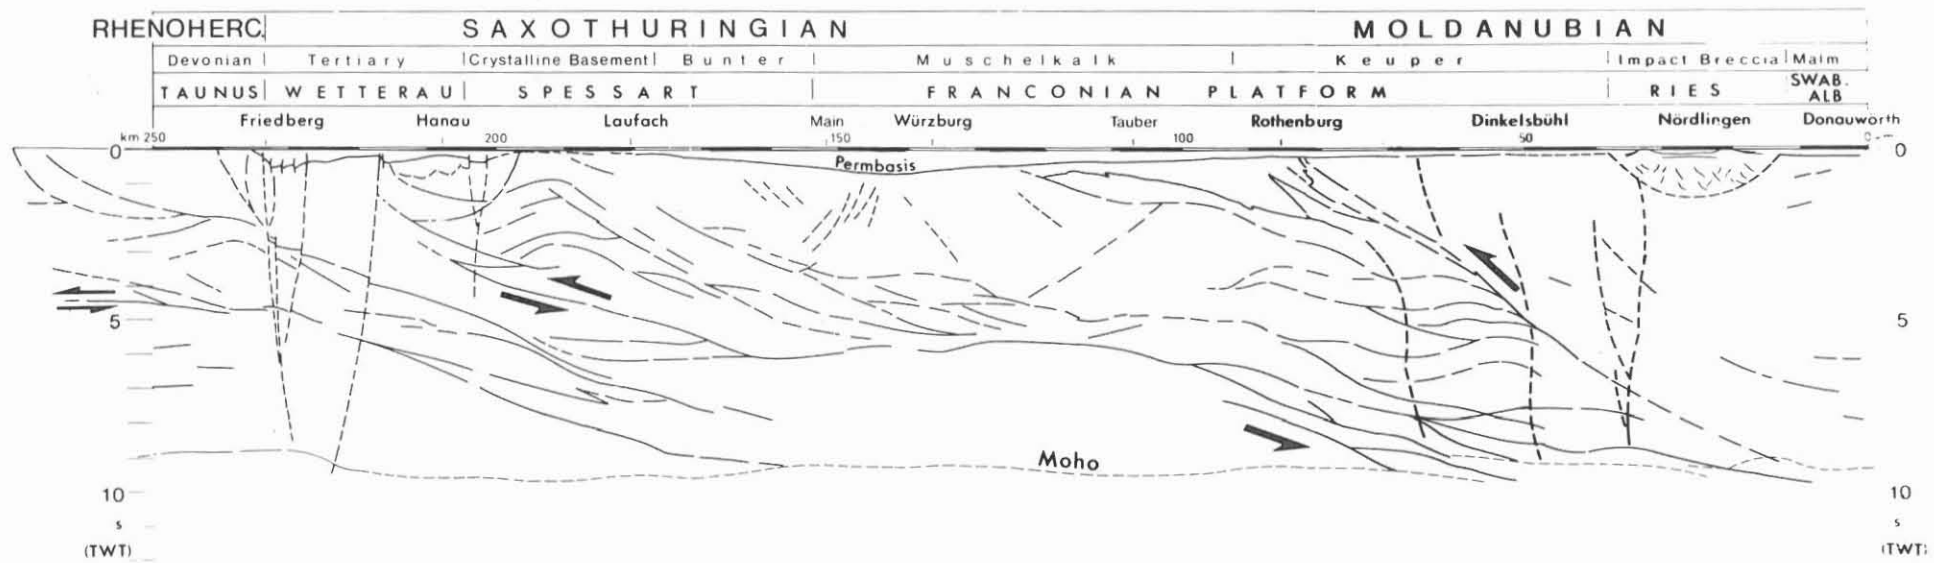 RHENOHERC. SAXOTHURINGIAN MOLDANUBIAN
Devonian Tertiary Crystalline Basement Bunter Muschelkalk Keuper Impact Breccia Malm
TAUNUS WETTERAU SPESSART FRANCONIAN PLATFORM RIES SWAB. ALB
Friedberg Hanau Laufach Main Würzburg Tauber Rothenburg Dinkelsbühl Nördlingen Donauwörth
km 250 200 150 100 50 0
0 0
Permbasis
5 5
Moho
10 10
s s
(TWT) (TWT)